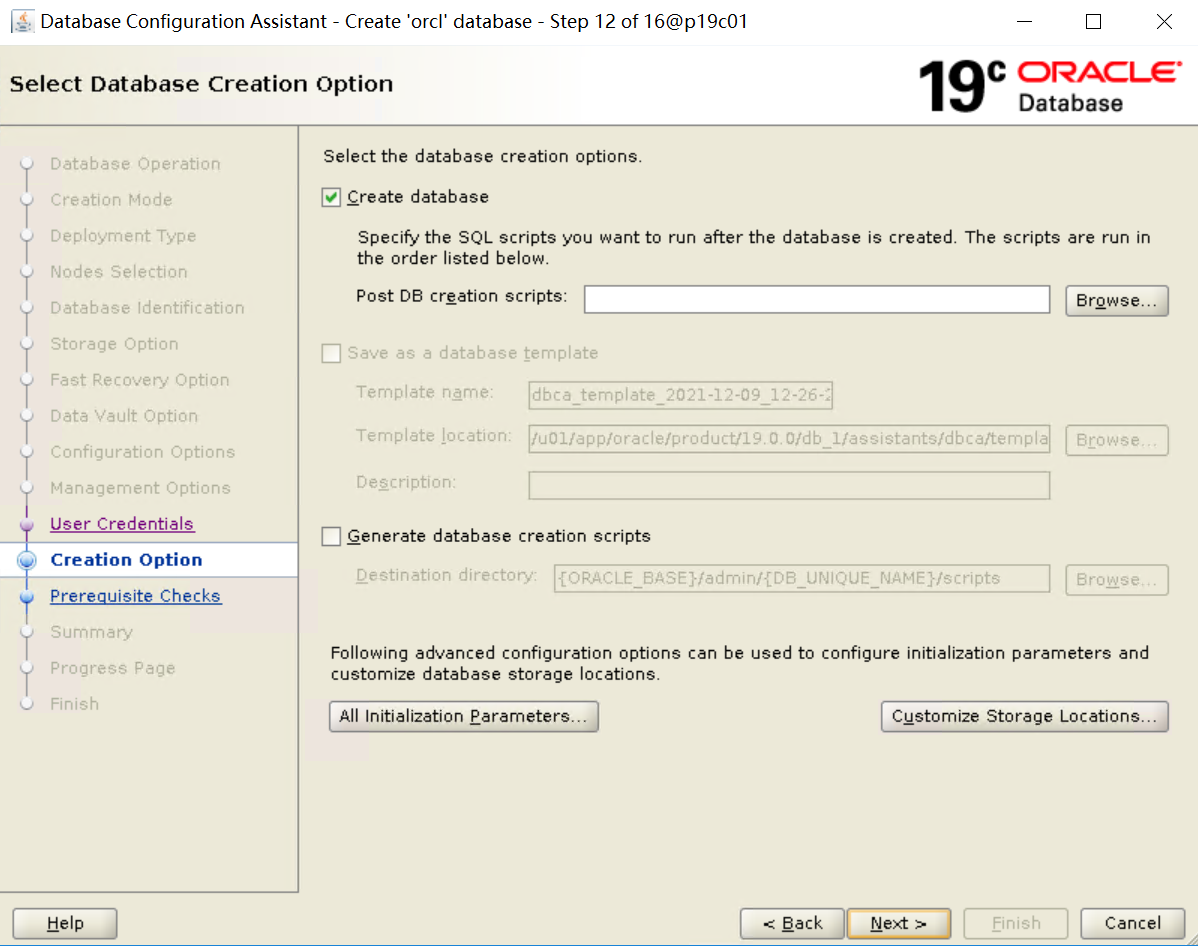 Database Configuration Assistant - Create 'orcl' database - Step 12 of 16@p19c01
Select Database Creation Option
19c ORACLE
Database
Database Operation
Creation Mode
Deployment Type
Nodes Selection
Database Identification
Storage Option
Fast Recovery Option
Data Vault Option
Configuration Options
Management Options
User Credentials
Creation Option
Prerequisite Checks
Summary
Progress Page
Finish
Select the database creation options.
Create database
Specify the SQL scripts you want to run after the database is created. The scripts are run in
the order listed below.
Post DB creation scripts: Browse...
Save as a database template
Template name: dbca_template_2021-12-09_12-26-2
Template location: /u01/app/oracle/product/19.0.0/db_1/assistants/dbca/templa Browse...
Description:
Generate database creation scripts
Destination directory: {ORACLE_BASE}/admin/{DB_UNIQUE_NAME}/scripts Browse...
Following advanced configuration options can be used to configure initialization parameters and
customize database storage locations.
All Initialization Parameters... Customize Storage Locations...
Help < Back Next > Finish Cancel